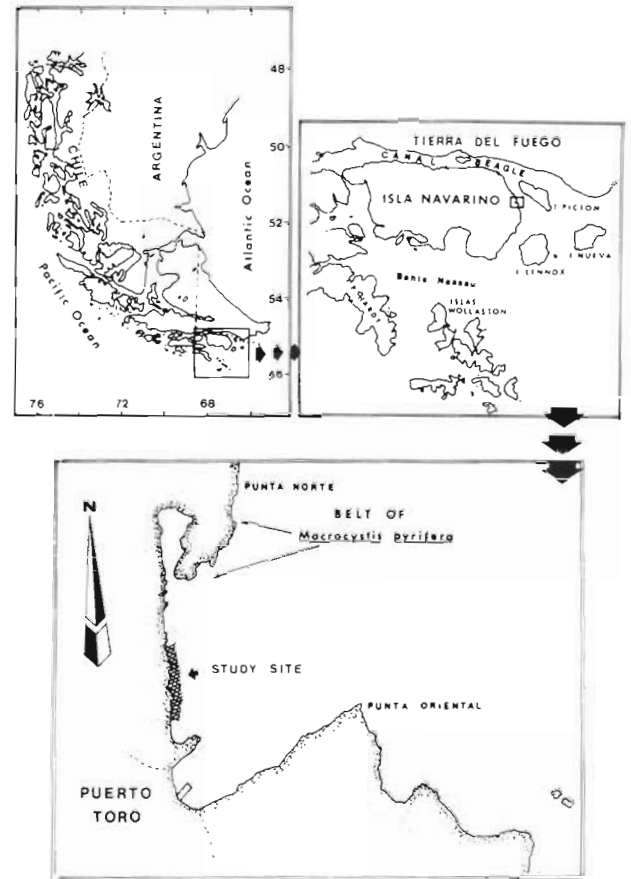 48
50
52
54
56
76
72
68
CHILE
ARGENTINA
Atlantic Ocean
Pacific Ocean
TIERRA DEL FUEGO
CANAL BEAGLE
ISLA NAVARINO
I PICTON
I NUEVA
I LENNOX
Bahia Nassau
ISLAS
WOLLASTON
PUNTA NORTE
BELT OF
Macrocystis pyrifera
N
STUDY SITE
PUNTA ORIENTAL
PUERTO
TORO